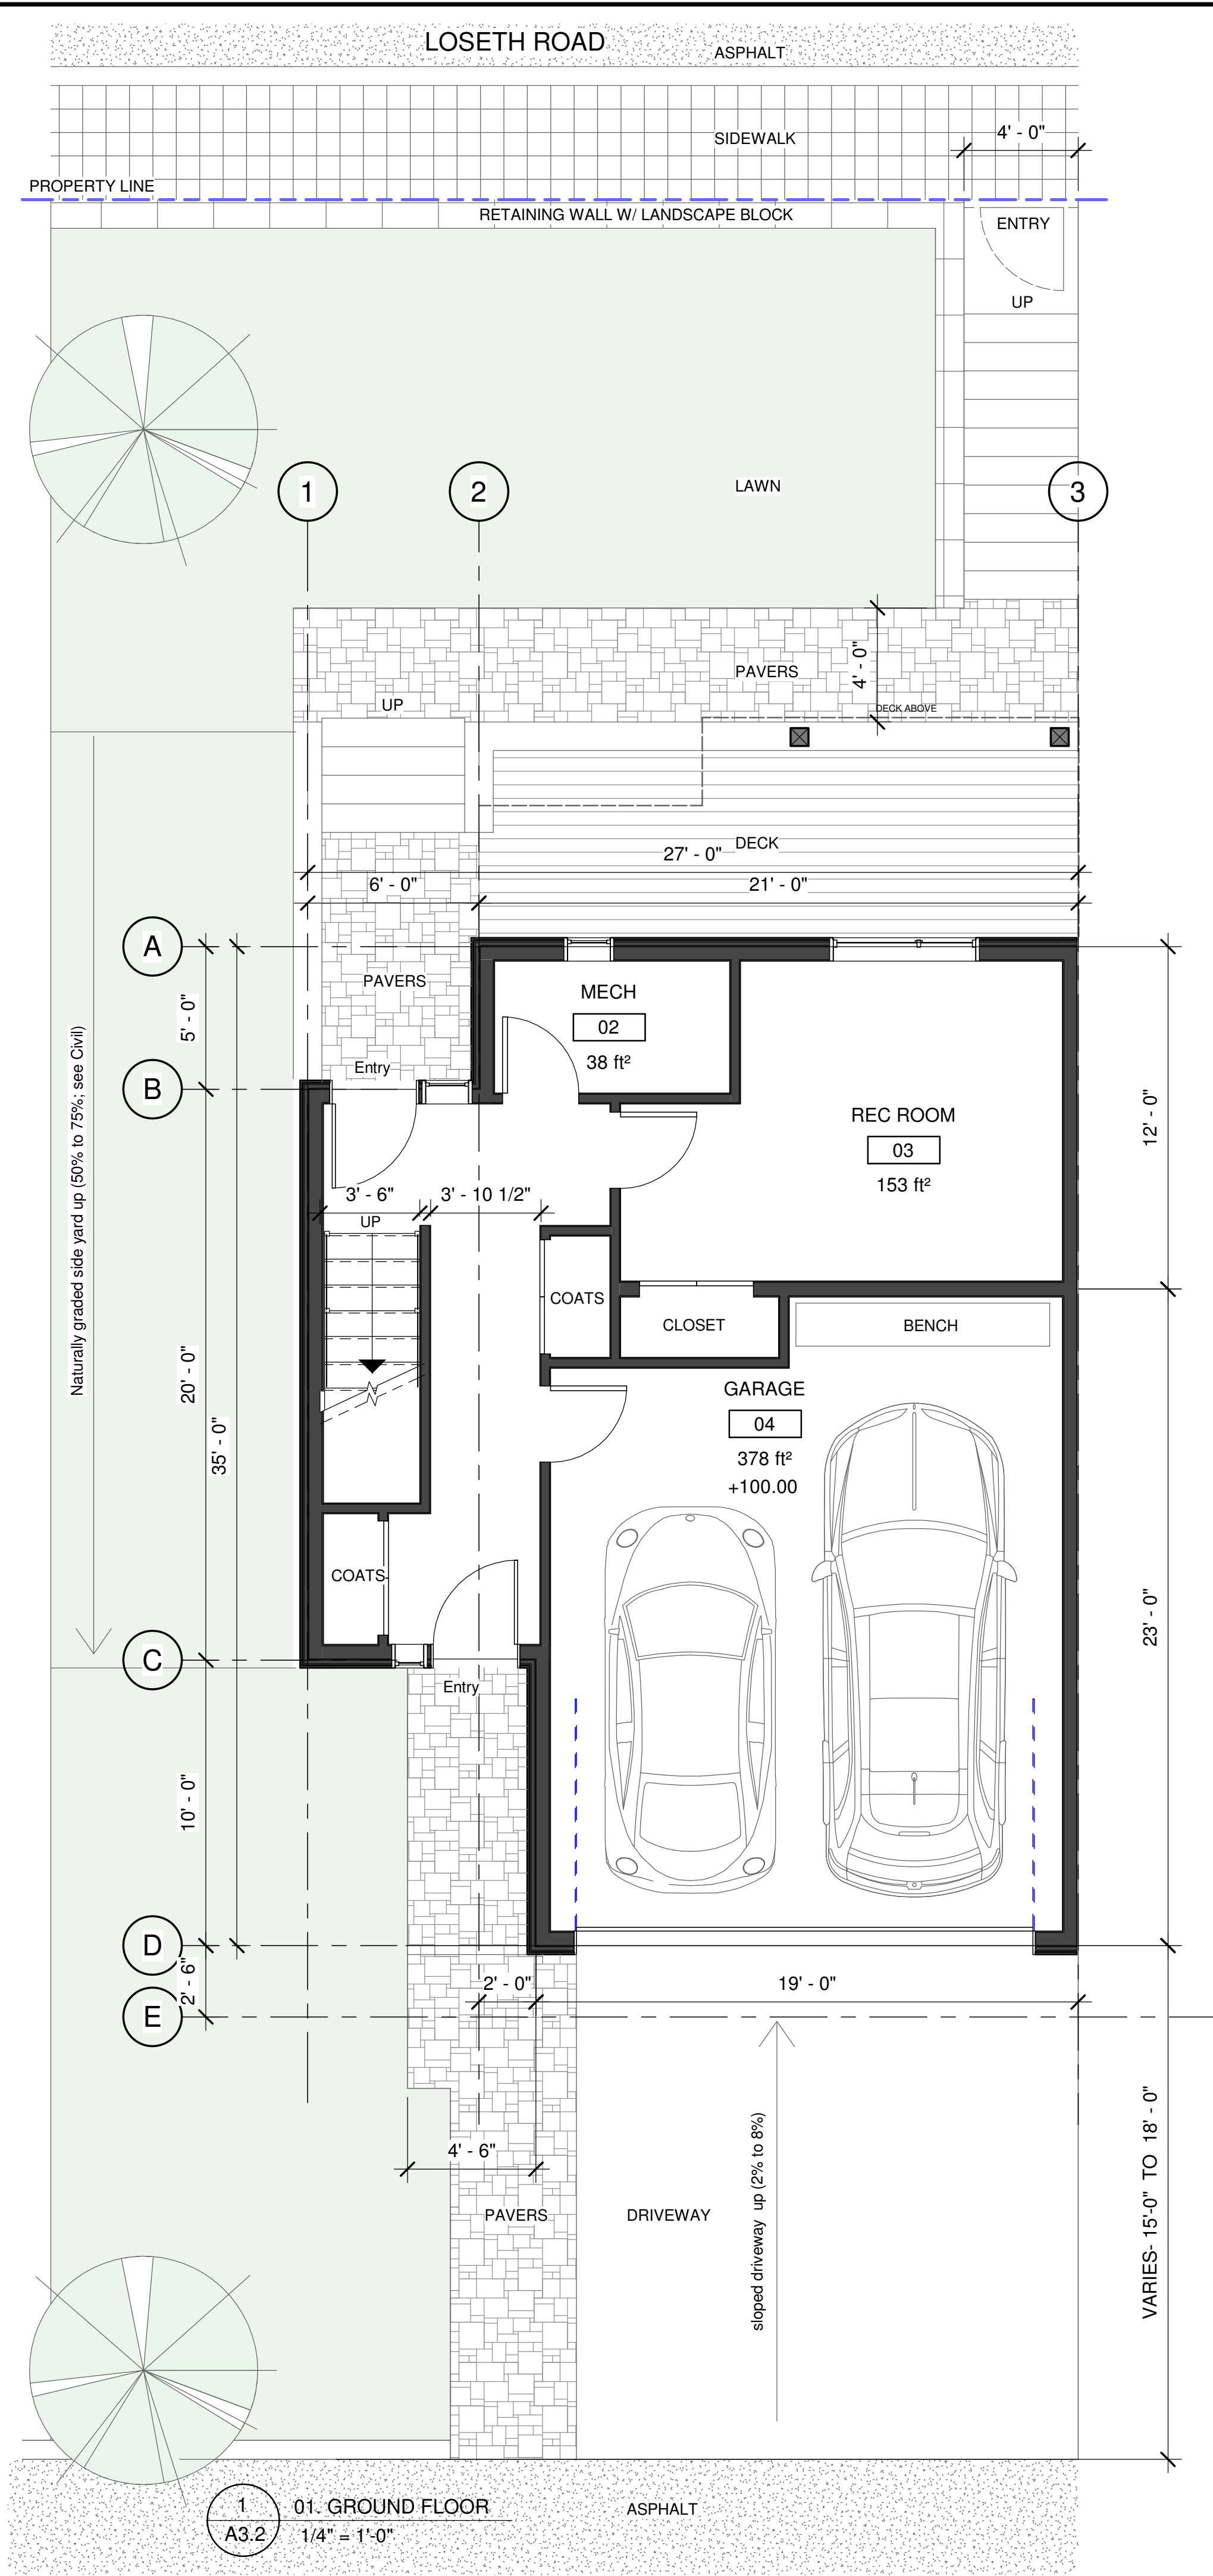 LOSETH ROAD
ASPHALT
SIDEWALK
4' - 0"
PROPERTY LINE
RETAINING WALL W/ LANDSCAPE BLOCK
ENTRY
UP
1
2
3
LAWN
PAVERS
4' - 0"
UP
DECK ABOVE
DECK
27' - 0"
6' - 0"
21' - 0"
A
PAVERS
MECH
02
38 ft²
5' - 0"
Entry
B
REC ROOM
03
153 ft²
12' - 0"
Naturally graded side yard up (50% to 75%; see Civil)
3' - 6"
3' - 10 1/2"
UP
COATS
CLOSET
BENCH
20' - 0"
35' - 0"
GARAGE
04
378 ft²
+100.00
COATS
23' - 0"
C
Entry
10' - 0"
D
2' - 6"
E
2' - 0"
19' - 0"
4' - 6"
PAVERS
DRIVEWAY
sloped driveway up (2% to 8%)
VARIES- 15'-0" TO 18' - 0"
1
A3.2
01. GROUND FLOOR
1/4" = 1'-0"
ASPHALT